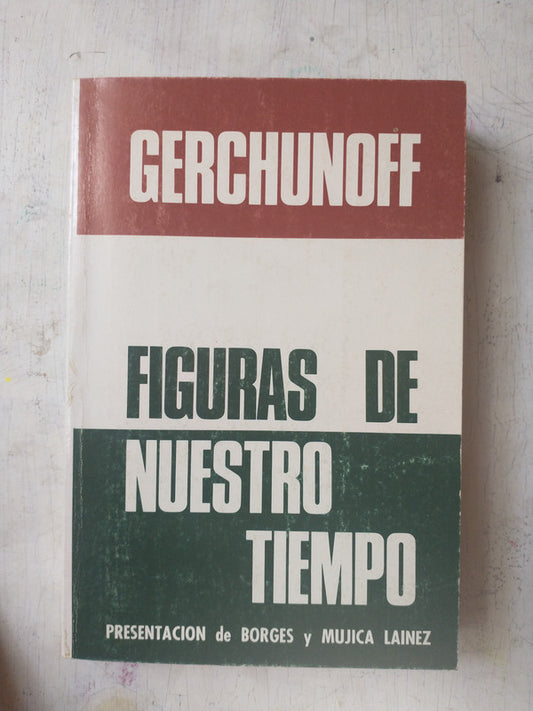 GERCHUNOFF
FIGURAS DE
NUESTRO
TIEMPO
PRESENTACION de BORGES y MUJICA LAINEZ